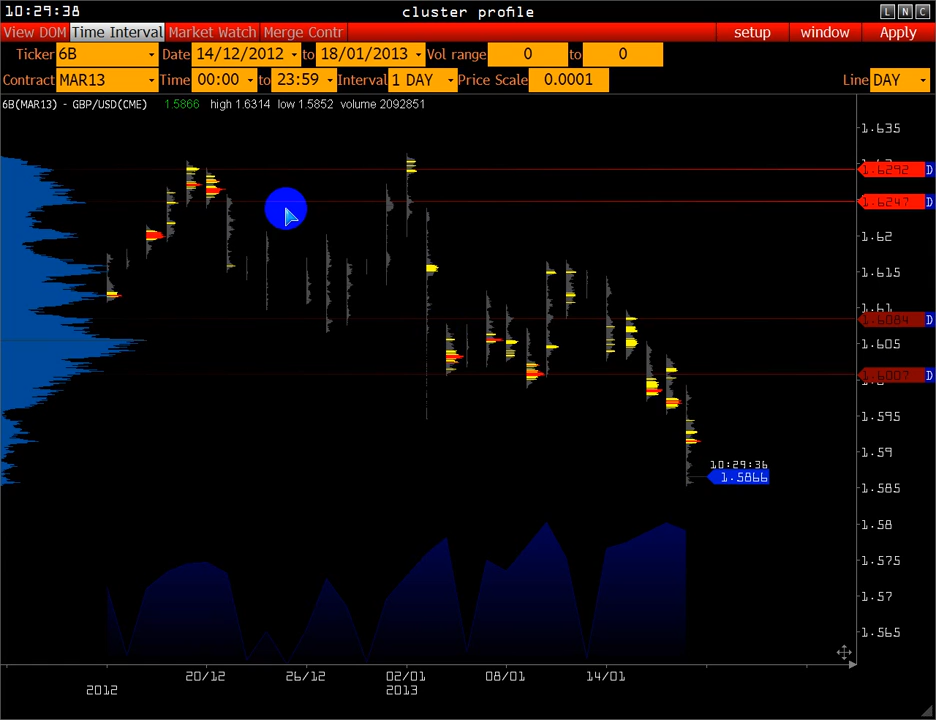 10:29:38 cluster profile L N C
View DOM Time Interval Market Watch Merge Contr setup window Apply
Ticker 6B Date 14/12/2012 to 18/01/2013 Vol range 0 to 0
Contract MAR13 Time 00:00 to 23:59 Interval 1 DAY Price Scale 0.0001 Line DAY
6B(MAR13) - GBP/USD(CME) 1.5866 high 1.6314 low 1.5852 volume 2092851
1.635
1.6292 D
1.6247 D
1.62
1.615
1.61
1.6084 D
1.605
1.6007 D
1.595
1.59
10:29:36
1.5866
1.585
1.58
1.575
1.57
1.565
20/12 26/12 02/01 08/01 14/01
2012 2013